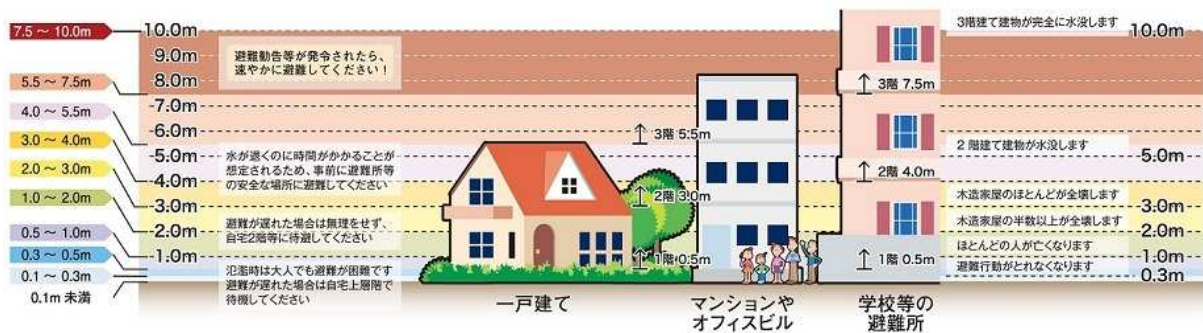 7.5 ～ 10.0m
5.5 ～ 7.5m
4.0 ～ 5.5m
3.0 ～ 4.0m
2.0 ～ 3.0m
1.0 ～ 2.0m
0.5 ～ 1.0m
0.3 ～ 0.5m
0.1 ～ 0.3m
0.1m 未満
10.0m
9.0m
8.0m
7.0m
6.0m
5.0m
4.0m
3.0m
2.0m
1.0m
避難勧告等が発令されたら、
速やかに避難してください！
水が退くのに時間がかかることが
想定されるため、事前に避難所等
の安全な場所に避難してください
避難が遅れた場合は無理をせず、
自宅2階等に待避してください
氾濫時は大人でも避難が困難です
避難が遅れた場合は自宅上層階で
待機してください
3階 5.5m
2階 3.0m
1階 0.5m
3階 7.5m
2階 4.0m
1階 0.5m
3階建て建物が完全に水没します
2 階建て建物が水没します
木造家屋のほとんどが全壊します
木造家屋の半数以上が全壊します
ほとんどの人が亡くなります
避難行動がとれなくなります
10.0m
5.0m
3.0m
2.0m
1.0m
0.3m
一戸建て
マンションや
オフィスビル
学校等の
避難所